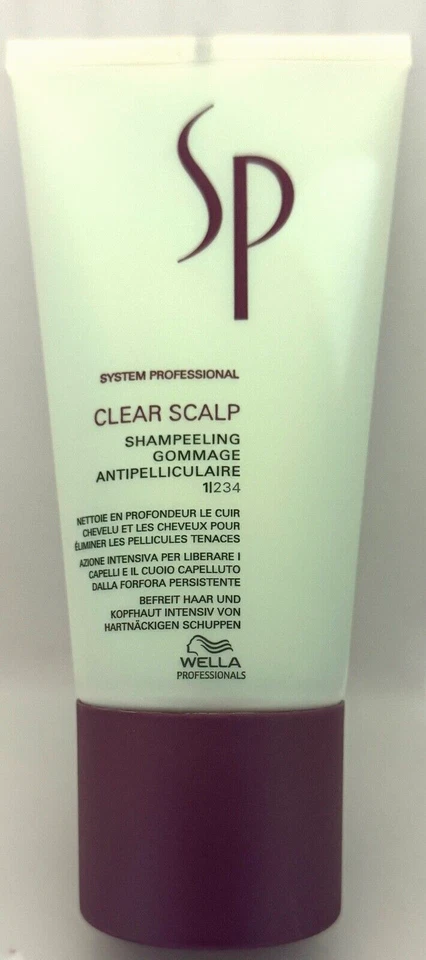 SP
SYSTEM PROFESSIONAL
CLEAR SCALP
SHAMPEELING
GOMMAGE
ANTIPELLICULAIRE
1|234
NETTOIE EN PROFONDEUR LE CUIR
CHEVELU ET LES CHEVEUX POUR
ÉLIMINER LES PELLICULES TENACES
AZIONE INTENSIVA PER LIBERARE I
CAPELLI E IL CUOIO CAPELLUTO
DALLA FORFORA PERSISTENTE
BEFREIT HAAR UND
KOPFHAUT INTENSIV VON
HARTNÄCKIGEN SCHUPPEN
WELLA
PROFESSIONALS